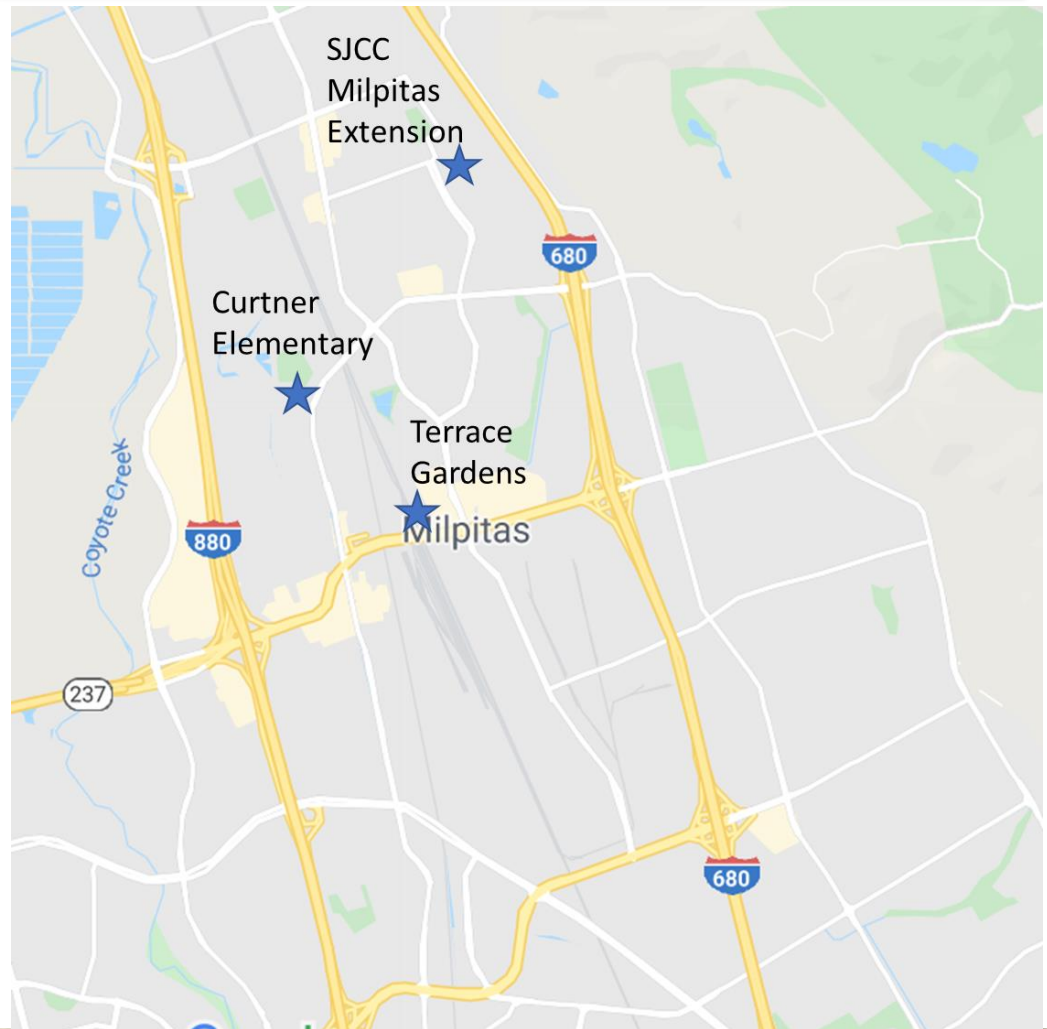 SJCC
Milpitas
Extension
680
Curtner
Elementary
Terrace
Gardens
Milpitas
Coyote Creek
880
237
680